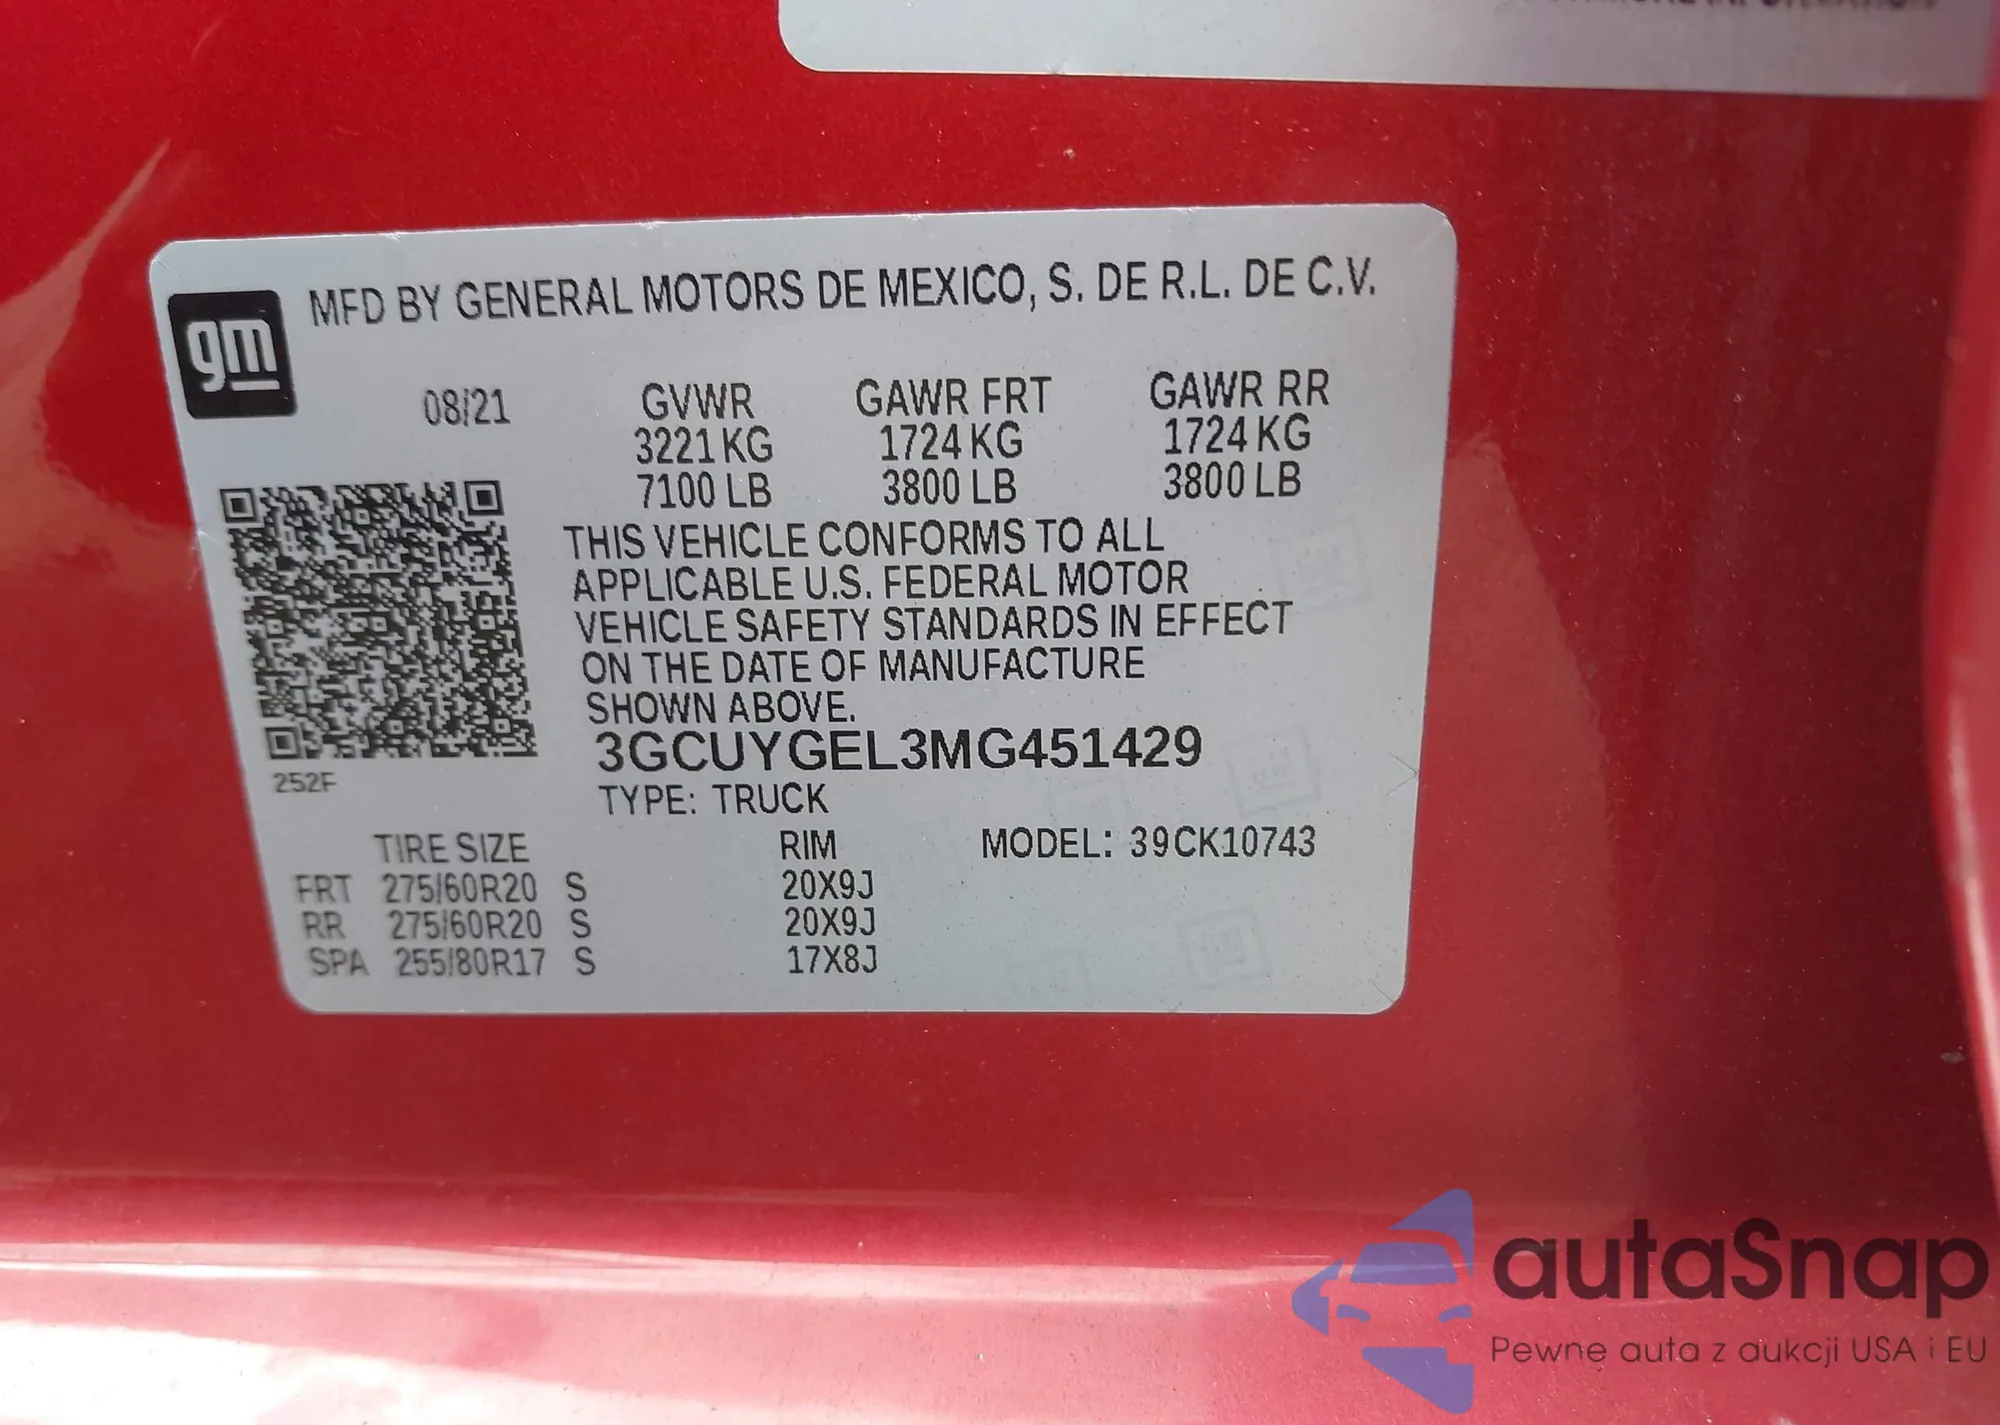 gm
MFD BY GENERAL MOTORS DE MEXICO, S. DE R.L. DE C.V.
08/21 GVWR GAWR FRT GAWR RR
3221 KG 1724 KG 1724 KG
7100 LB 3800 LB 3800 LB
THIS VEHICLE CONFORMS TO ALL
APPLICABLE U.S. FEDERAL MOTOR
VEHICLE SAFETY STANDARDS IN EFFECT
ON THE DATE OF MANUFACTURE
SHOWN ABOVE.
3GCUYGEL3MG451429
252F
TYPE: TRUCK
TIRE SIZE RIM MODEL: 39CK10743
FRT 275/60R20 S 20X9J
RR 275/60R20 S 20X9J
SPA 255/80R17 S 17X8J
autaSnap
Pewne auta z aukcji USA i EU